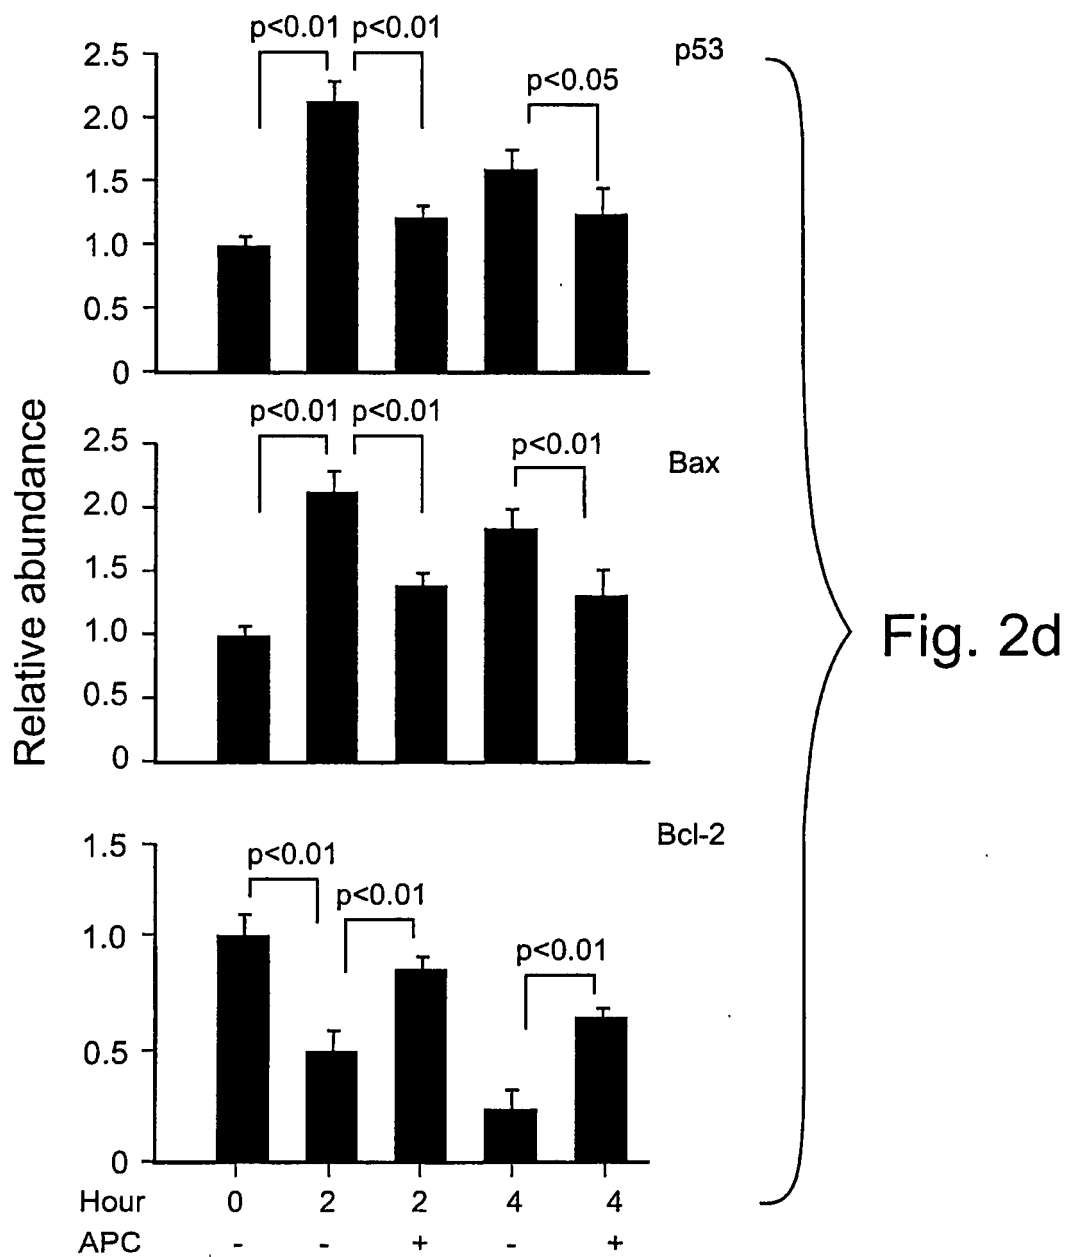 p<0.01 p<0.01
p53
p<0.05
2.5
2.0
1.5
1.0
0.5
0
Relative abundance
p<0.01 p<0.01
Bax
p<0.01
2.5
2.0
1.5
1.0
0.5
0
Fig. 2d
Bcl-2
p<0.01
p<0.01
p<0.01
1.5
1.0
0.5
0
Hour 0 2 2 4 4
APC - - + - +